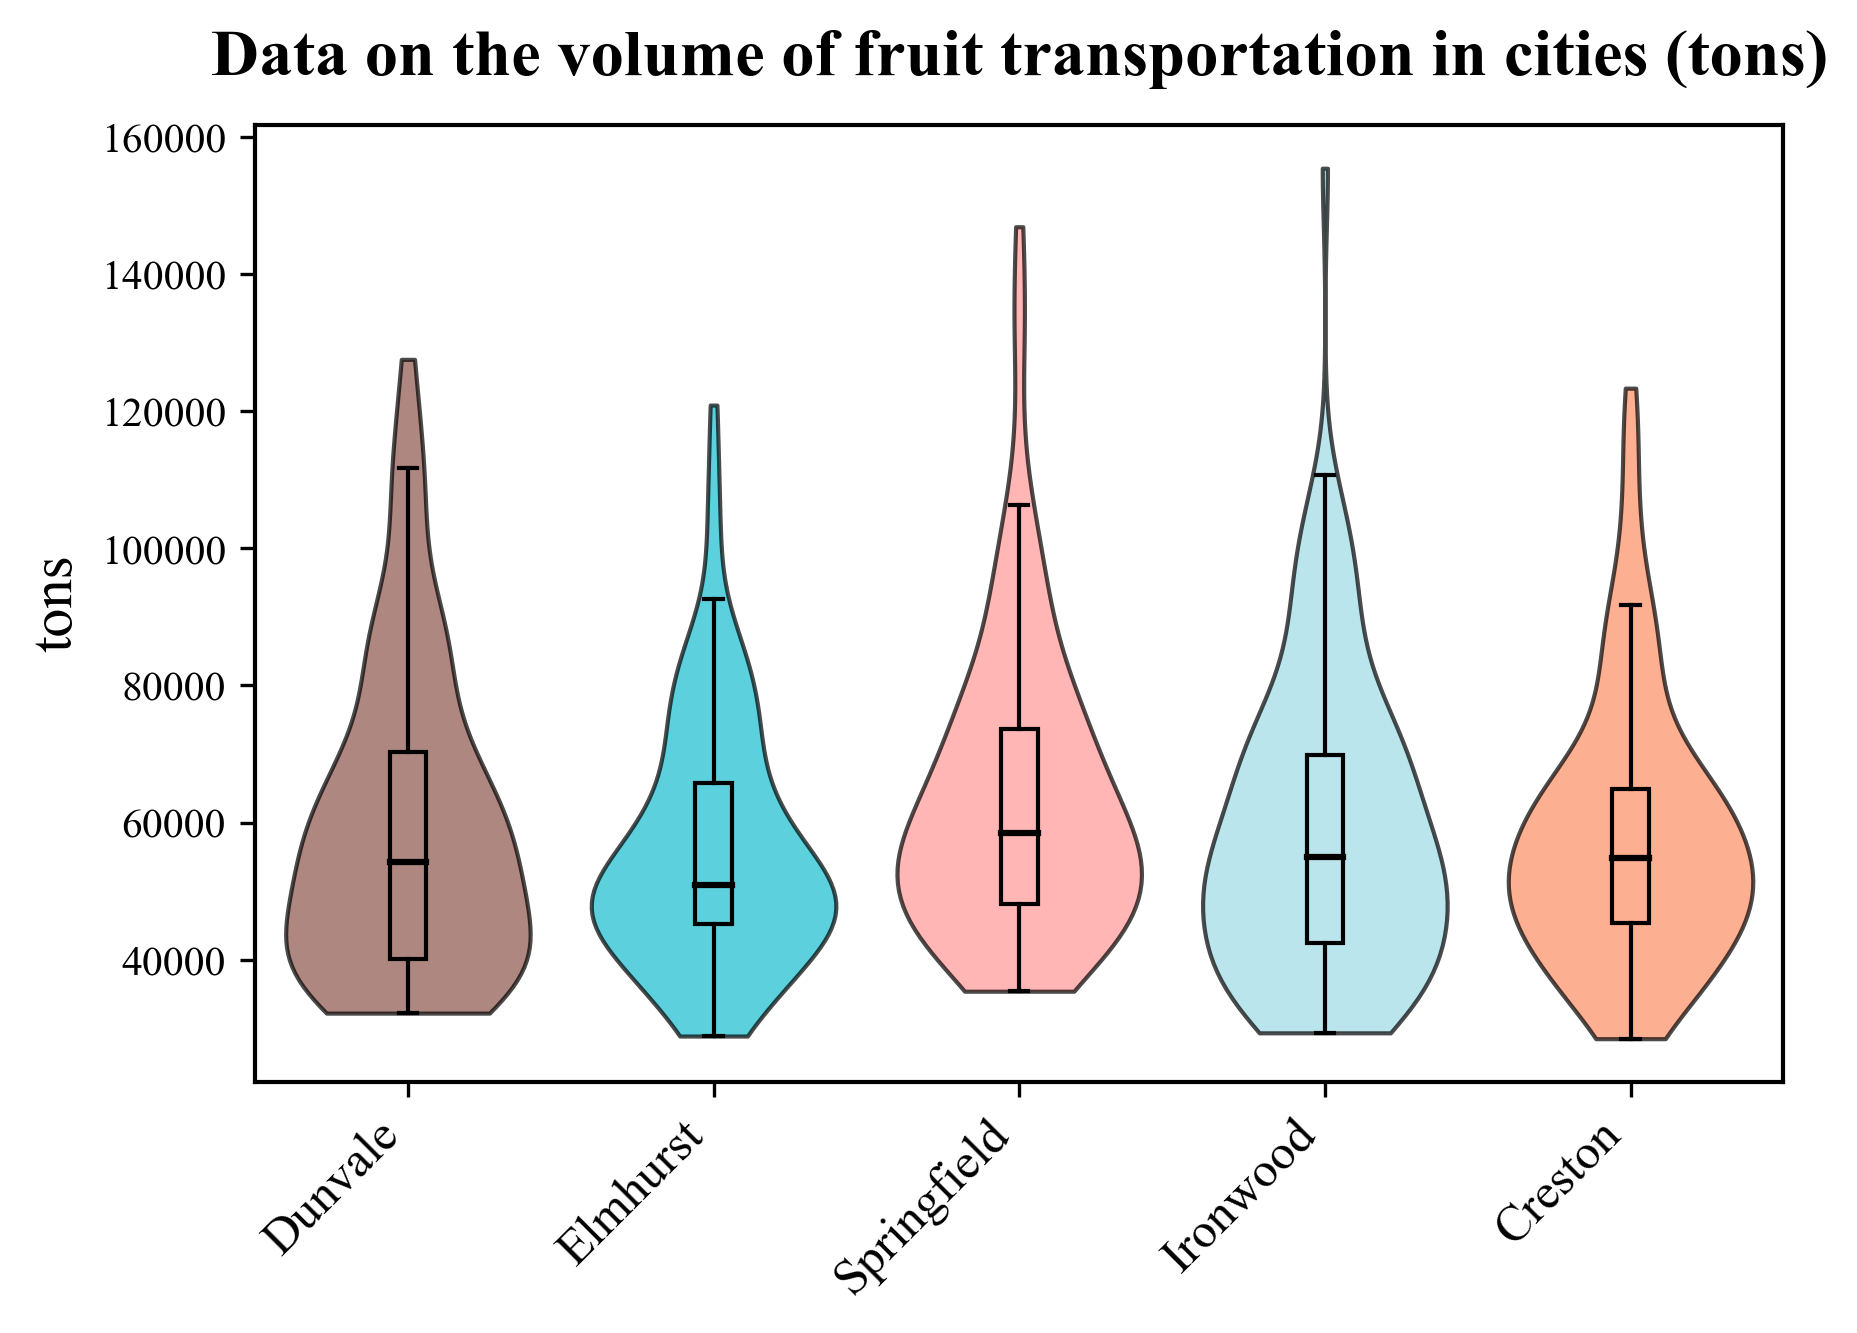 Data on the volume of fruit transportation in cities (tons)
160000
140000
120000
100000
80000
60000
40000
tons
Dunvale
Elmhurst
Springfield
Ironwood
Creston